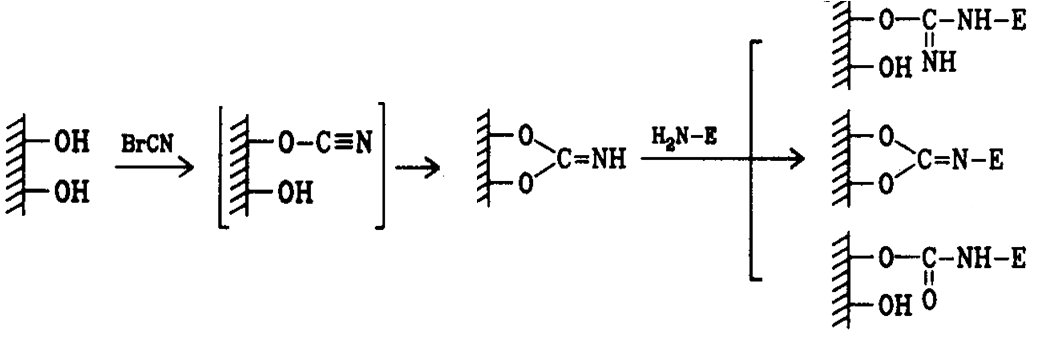 OH
OH
BrCN
O-C≡N
OH
O
O
C=NH
H₂N-E
O-C-NH-E
OH NH
O
O
C=N-E
O-C-NH-E
OH O